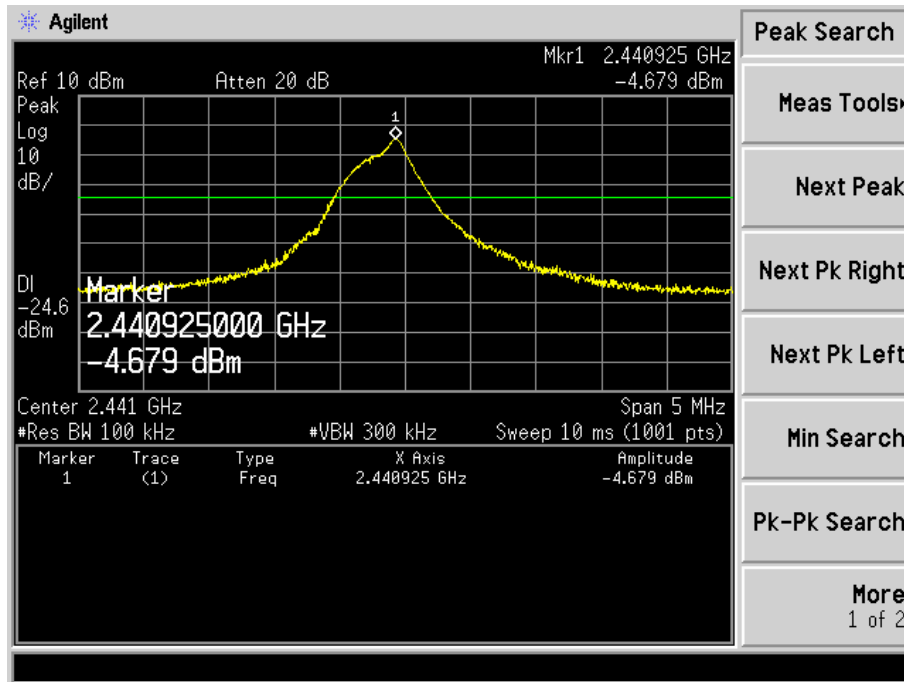 Agilent
Peak Search
Mkr1 2.440925 GHz
Ref 10 dBm Atten 20 dB -4.679 dBm
Peak
Log
10
dB/
1
DI
-24.6
dBm
Marker
2.440925000 GHz
-4.679 dBm
Center 2.441 GHz Span 5 MHz
#Res BW 100 kHz #VBW 300 kHz Sweep 10 ms (1001 pts)
Marker Trace Type X Axis Amplitude
1 (1) Freq 2.440925 GHz -4.679 dBm
Meas Tools
Next Peak
Next Pk Right
Next Pk Left
Min Search
Pk-Pk Search
More
1 of 2